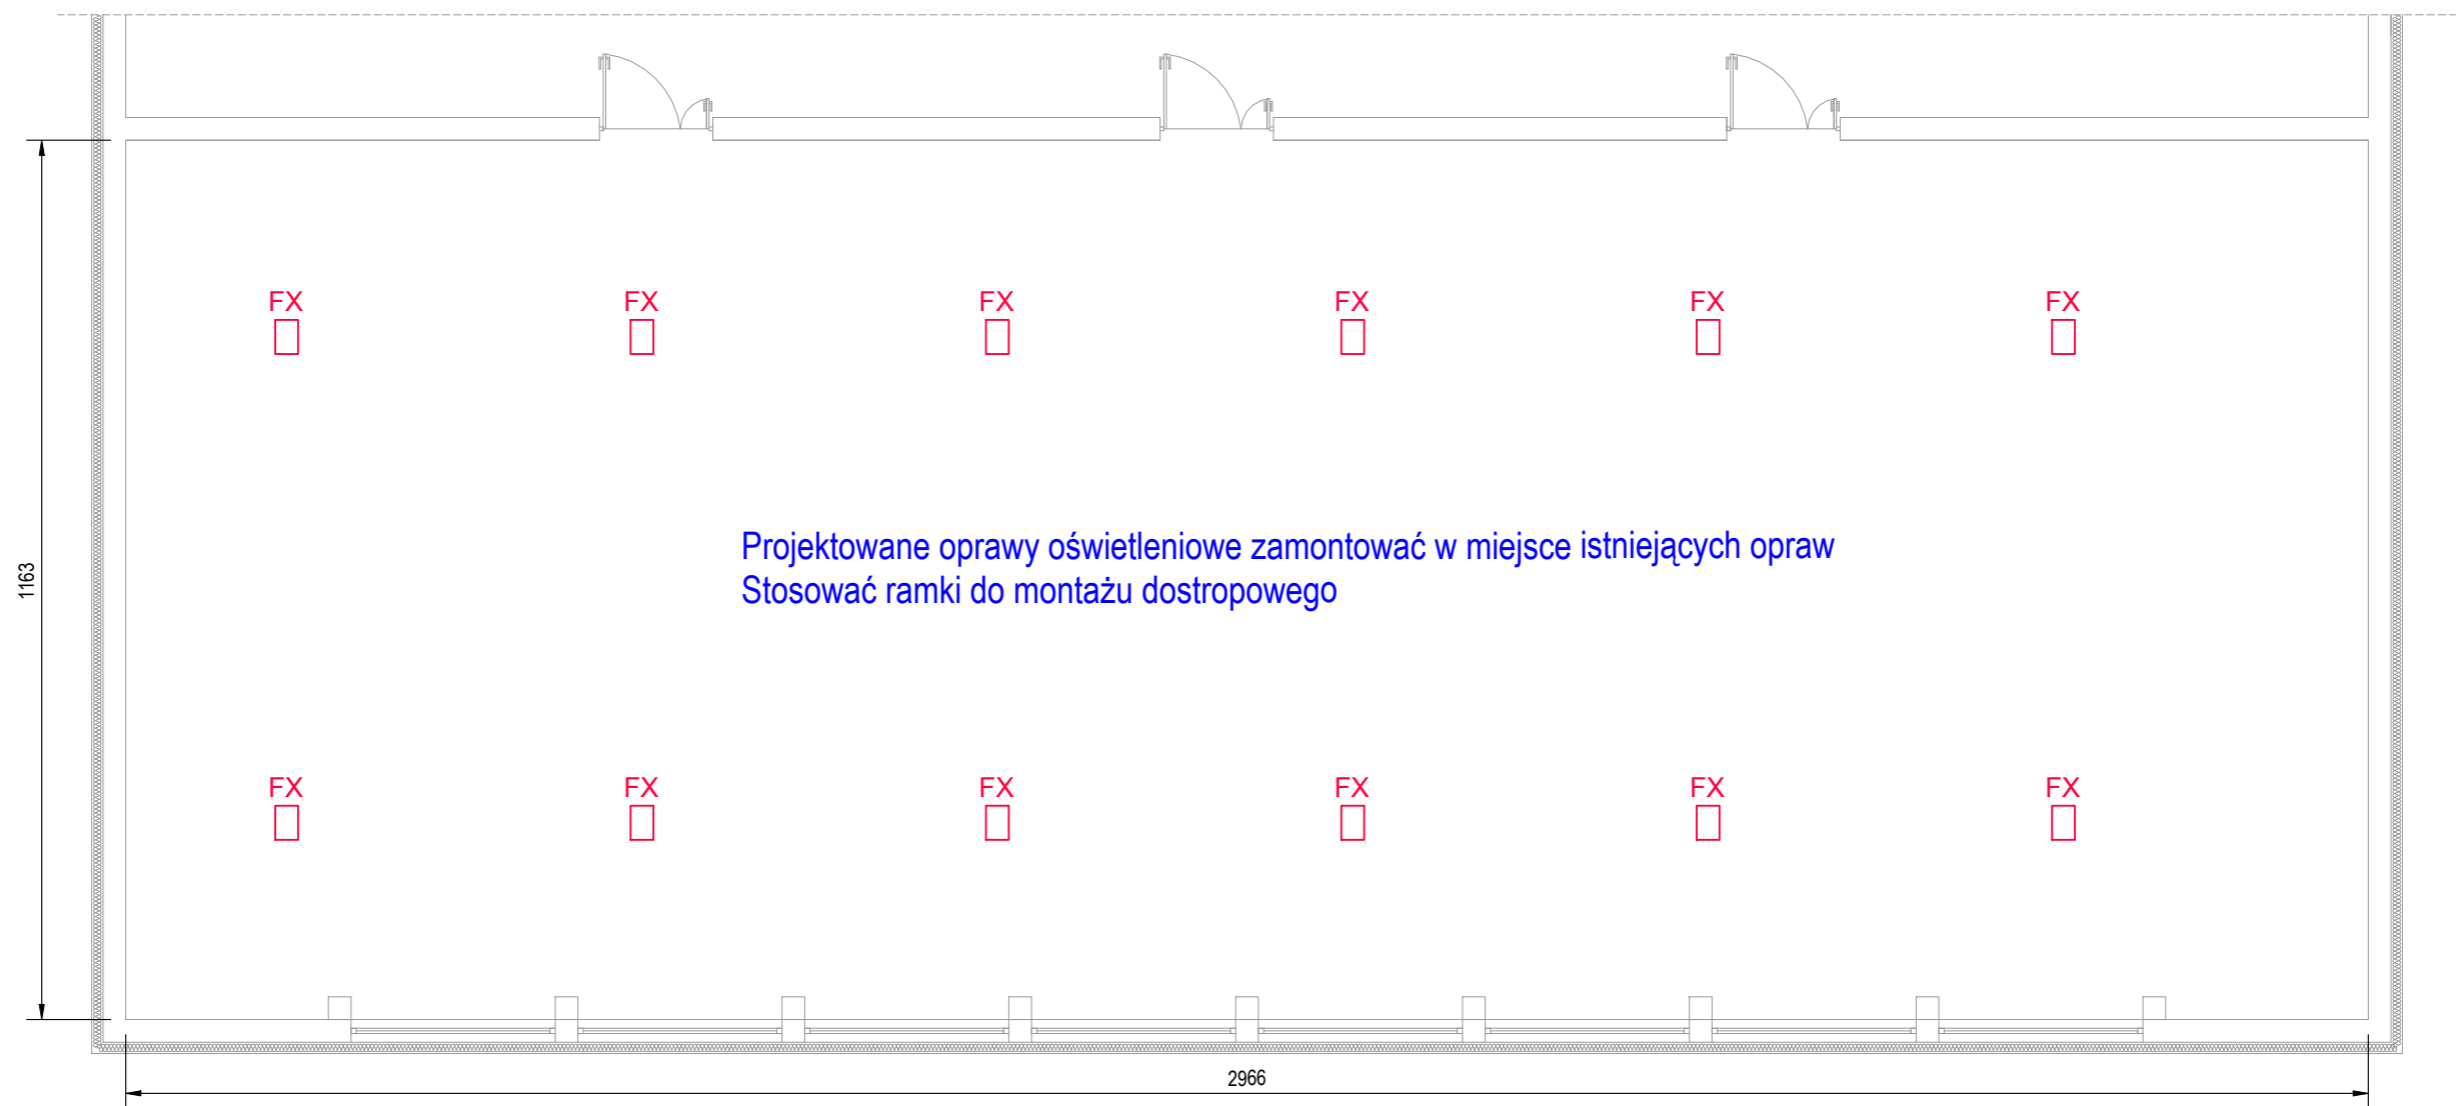 FX FX FX FX FX FX
Projektowane oprawy oświetleniowe zamontować w miejsce istniejących opraw
Stosować ramki do montażu dostropowego
1163
FX FX FX FX FX FX
2966